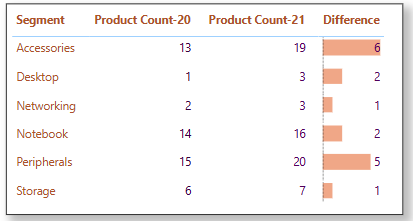 Segment Product Count-20 Product Count-21 Difference
Accessories 13 19 6
Desktop 1 3 2
Networking 2 3 1
Notebook 14 16 2
Peripherals 15 20 5
Storage 6 7 1